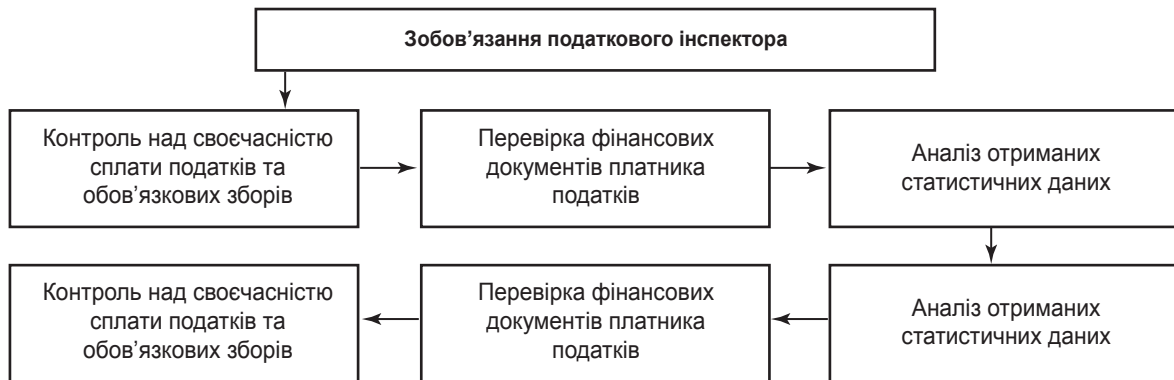 Зобов’язання податкового інспектора
Контроль над своєчасністю
сплати податків та
обов’язкових зборів
Перевірка фінансових
документів платника
податків
Аналіз отриманих
статистичних даних
Контроль над своєчасністю
сплати податків та
обов’язкових зборів
Перевірка фінансових
документів платника
податків
Аналіз отриманих
статистичних даних